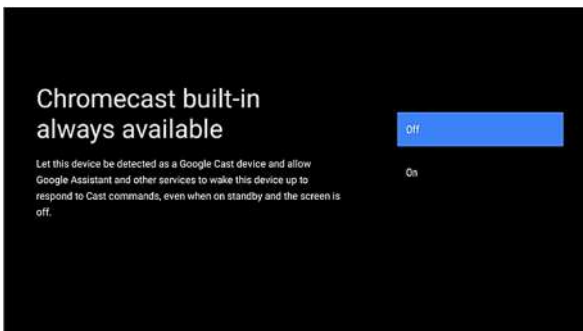 Chromecast built-in
always available
Let this device be detected as a Google Cast device and allow
Google Assistant and other services to wake this device up to
respond to Cast commands, even when on standby and the screen is
off.
Off
On